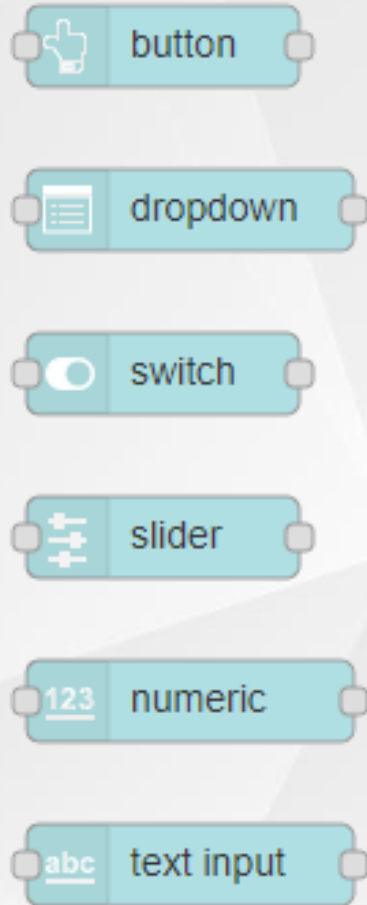 button
dropdown
switch
slider
123 numeric
abc text input